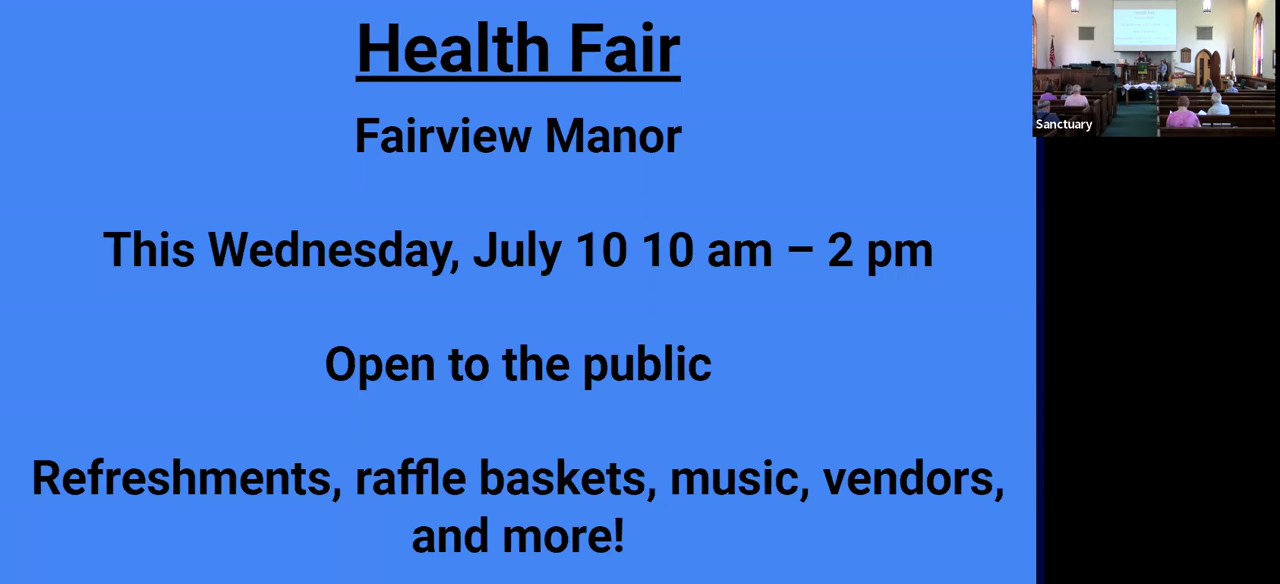 Health Fair
Fairview Manor
This Wednesday, July 10 10 am – 2 pm
Open to the public
Refreshments, raffle baskets, music, vendors,
and more!
Sanctuary